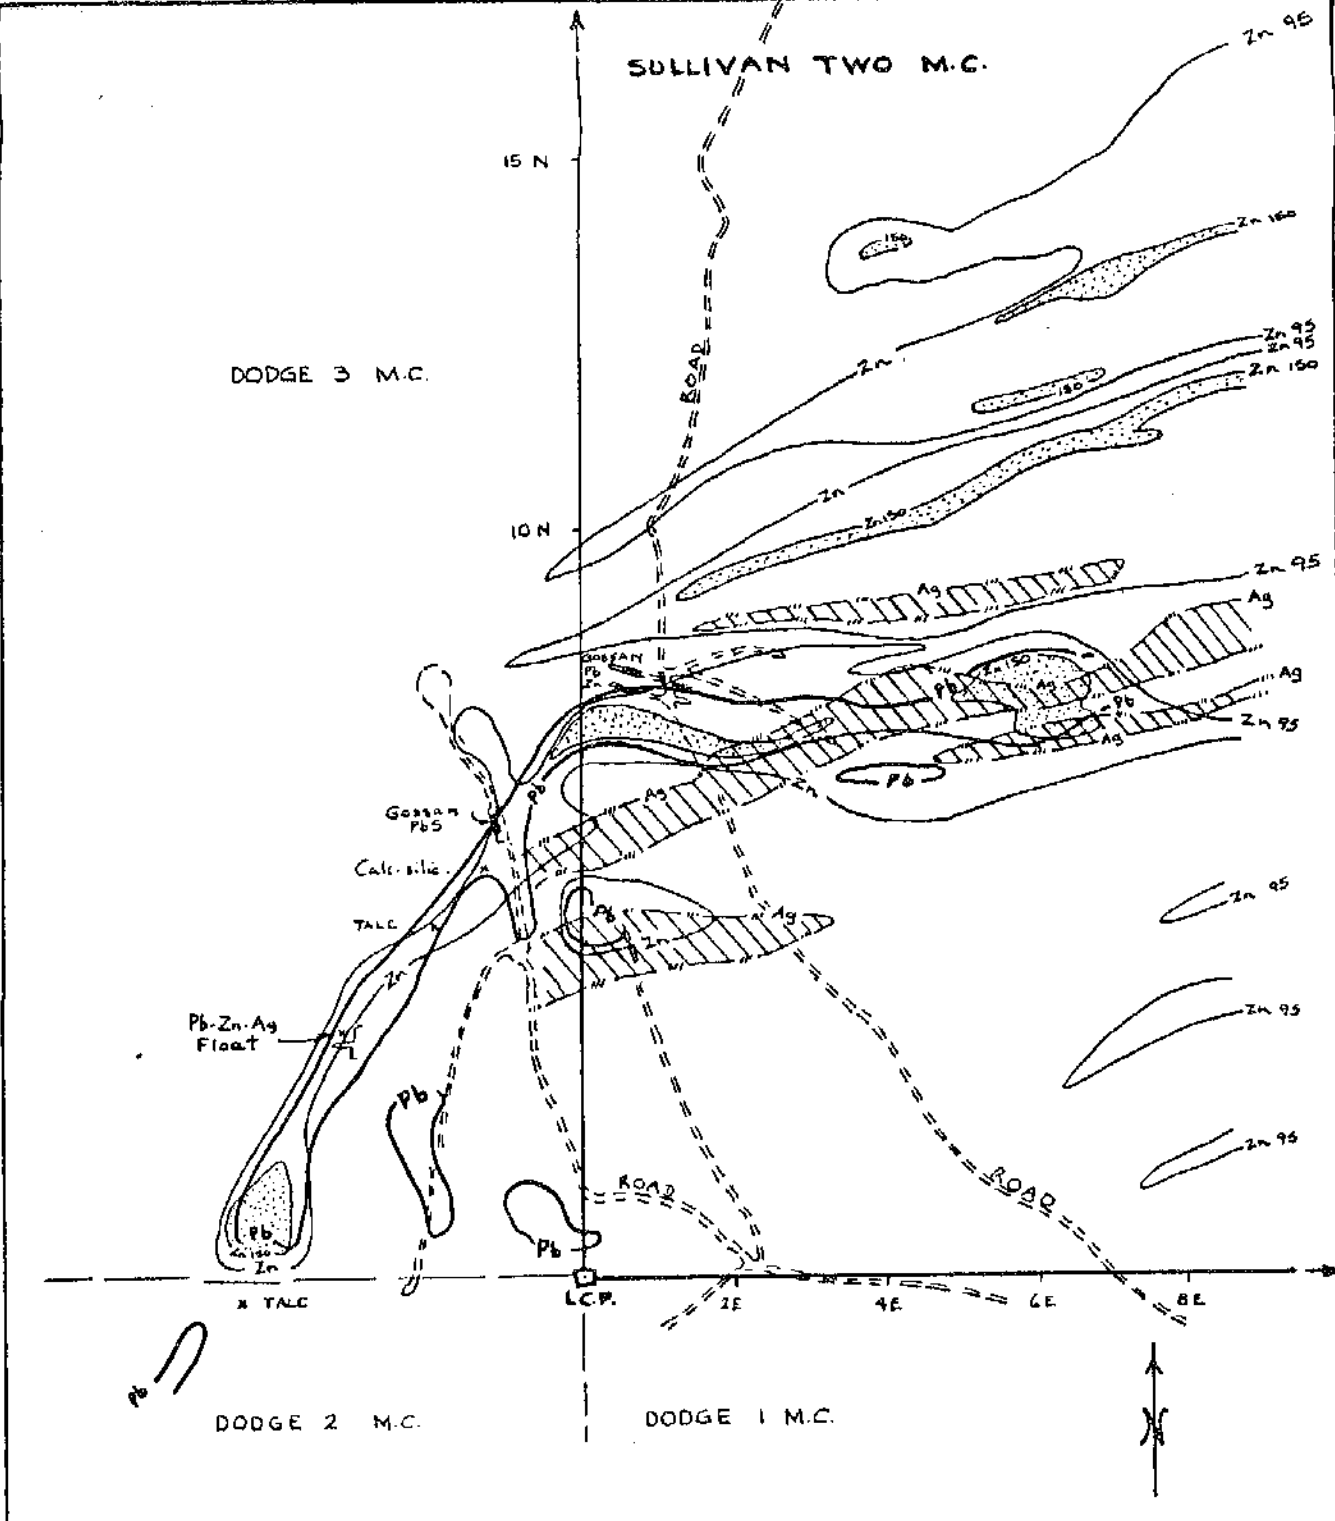 Zn 95
SULLIVAN TWO M.C.
15 N
Zn 150
150
Zn 95
Zn 95
Zn 150
ROAD
Zn
DODGE 3 M.C.
150
Zn
Zn 150
10 N
Zn 95
Ag
Ag
GOSSAN
Pb
Zn
Zn 150
Ag
Pb
Pb
Ag
Zn 95
Ag
Pb
Zn
Pb
Ag
Gossan
PbS
Calc-silic.
Zn 95
TALC
Ag
Ag
Zn
Zn
Pb-Zn-Ag
Float
Zn 95
Pb
Zn 95
ROAD
ROAD
Pb
Zn 150
Zn
Pb
x TALC
L.C.P.
2E
4E
6E
8E
Pb
DODGE 2 M.C.
DODGE 1 M.C.